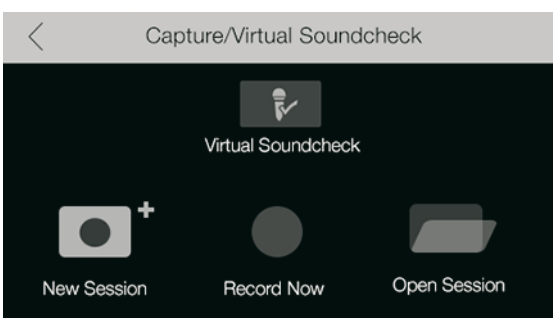 Capture/Virtual Soundcheck
Virtual Soundcheck
New Session
Record Now
Open Session